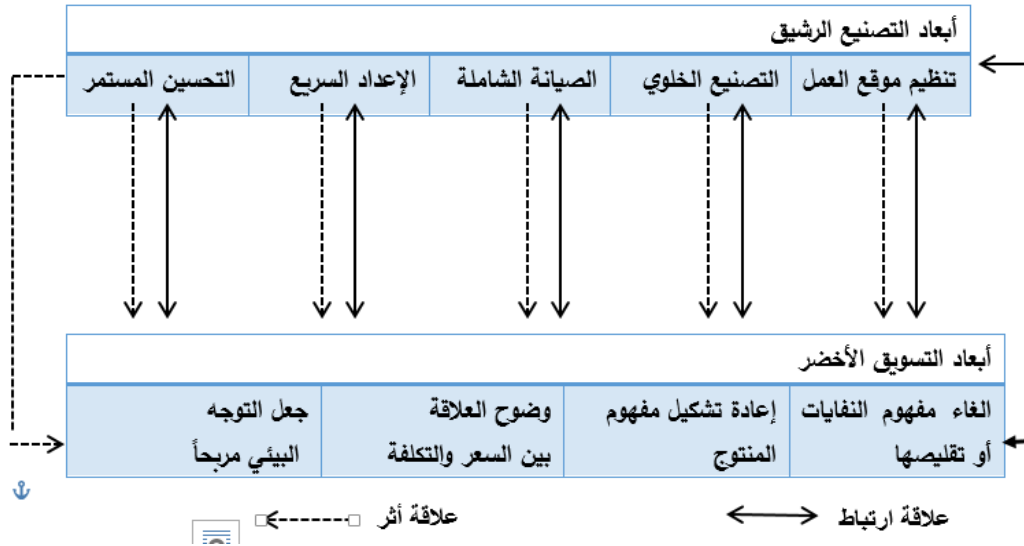 أبعاد التصنيع الرشيق
تنظيم موقع العمل
التصنيع الخلوي
الصيانة الشاملة
الإعداد السريع
التحسين المستمر
أبعاد التسويق الأخضر
الغاء مفهوم النفايات
أو تقليصها
إعادة تشكيل مفهوم
المنتوج
وضوح العلاقة
بين السعر والتكلفة
جعل التوجه
البيئي مربحاً
علاقة ارتباط
علاقة أثر